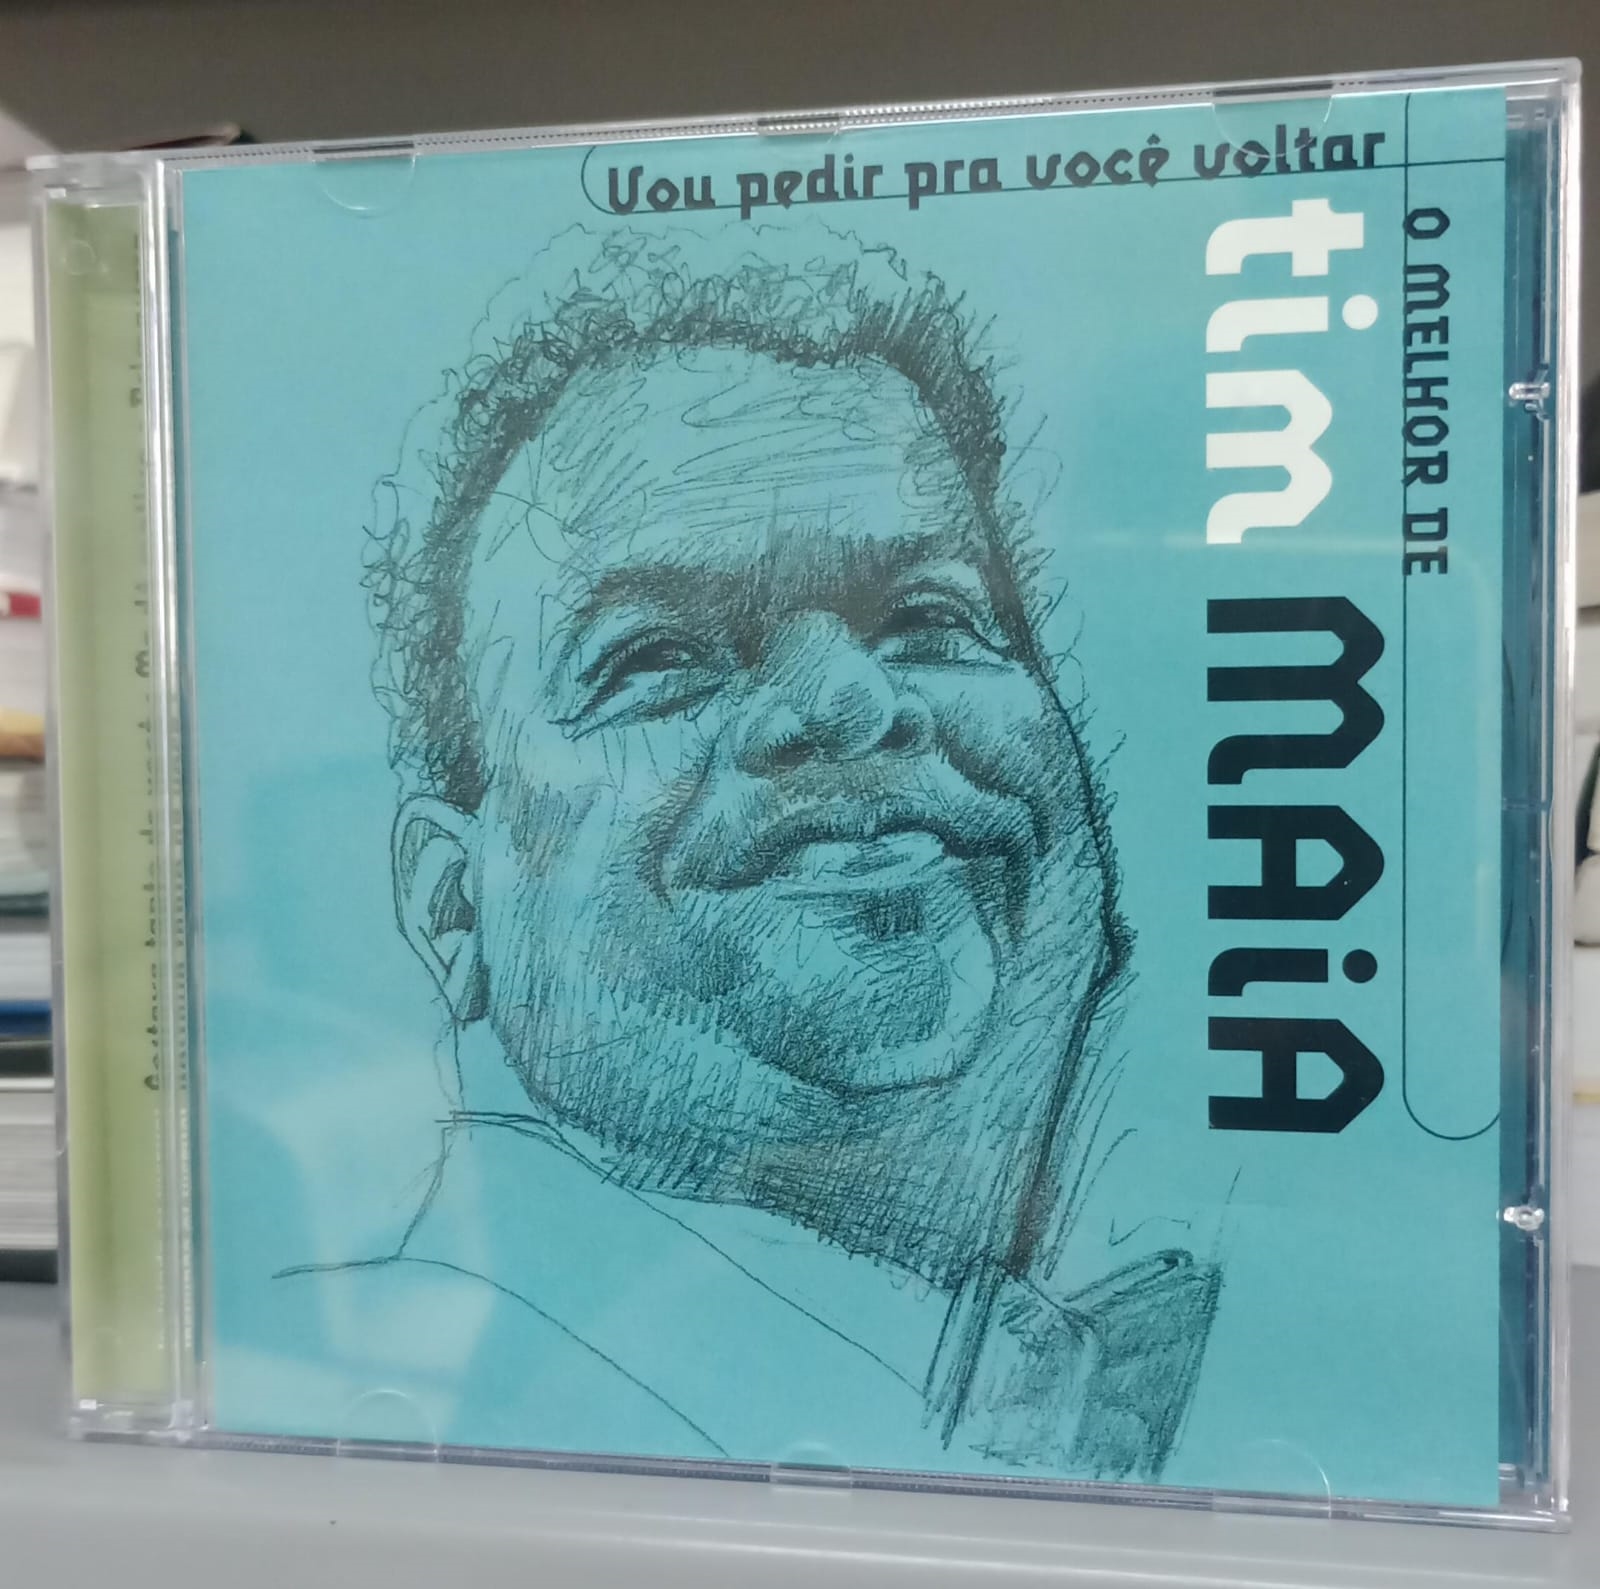 Vou pedir pra você voltar
O MELHOR DE
tim MAiA